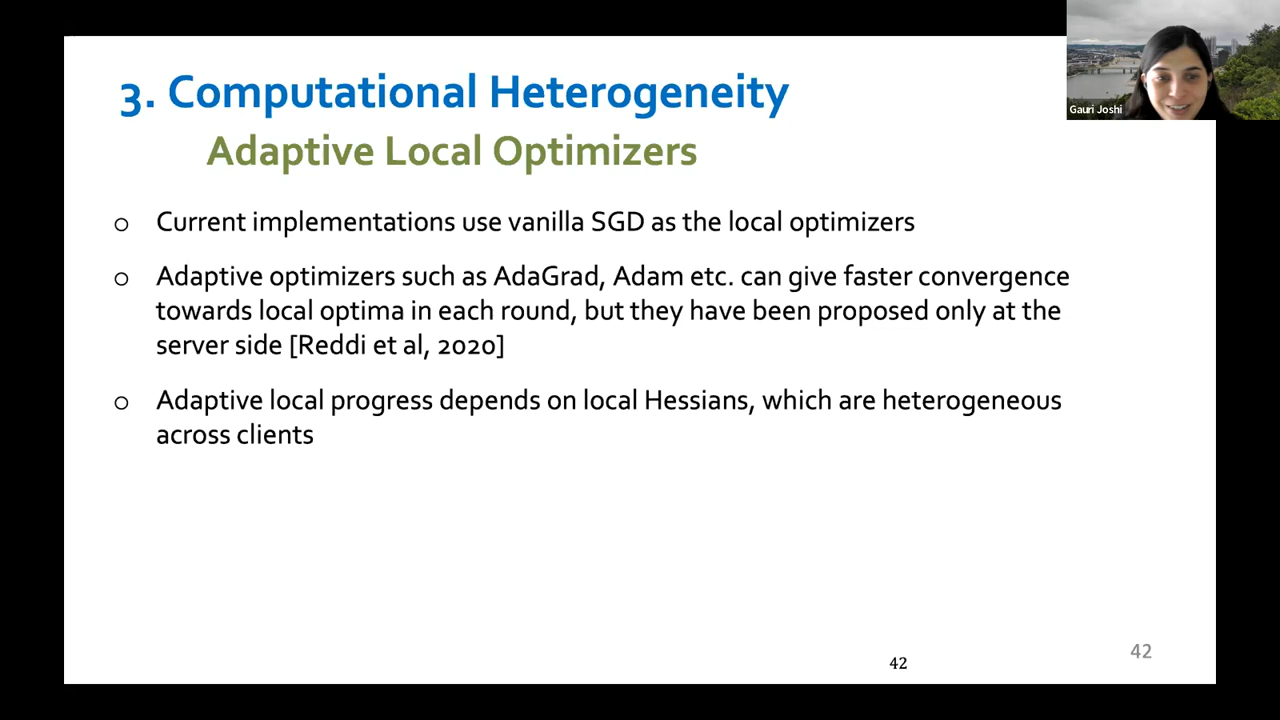 3. Computational Heterogeneity
Adaptive Local Optimizers
Gauri Joshi
o Current implementations use vanilla SGD as the local optimizers
o Adaptive optimizers such as AdaGrad, Adam etc. can give faster convergence
towards local optima in each round, but they have been proposed only at the
server side [Reddi et al, 2020]
o Adaptive local progress depends on local Hessians, which are heterogeneous
across clients
42
42